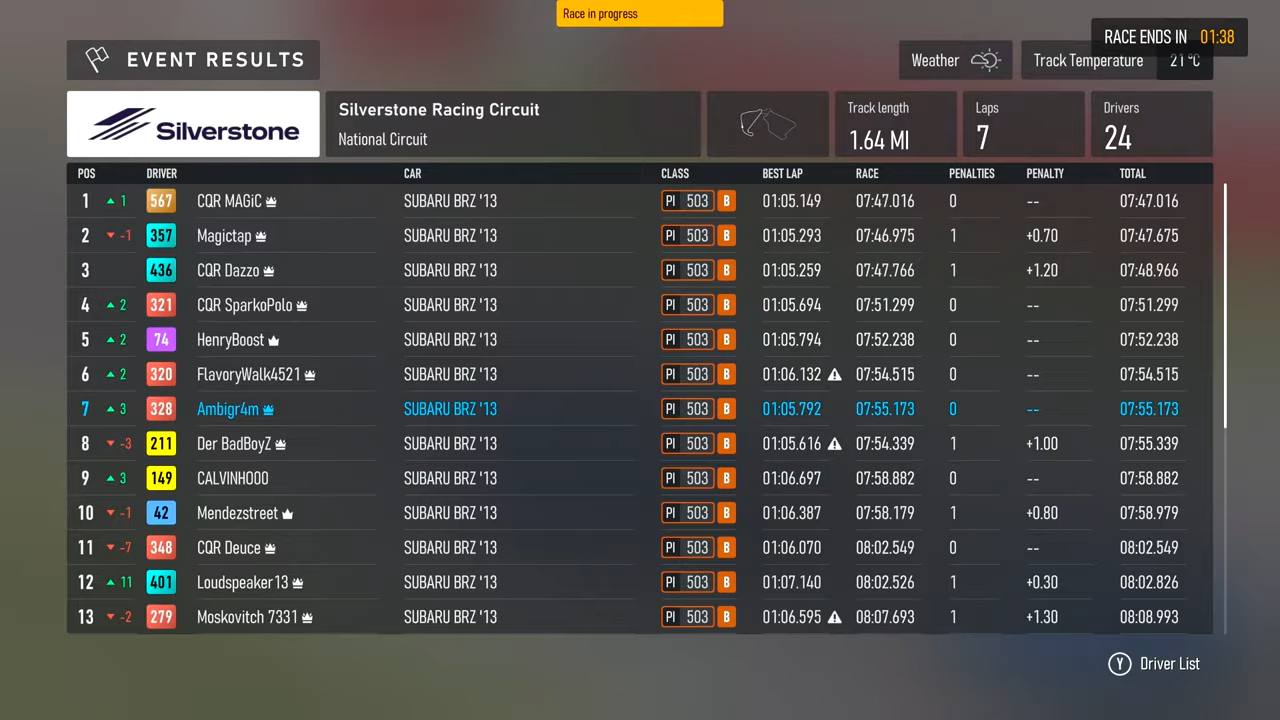 Race in progress
RACE ENDS IN 01:38
EVENT RESULTS
Weather Track Temperature 21 °C
Silverstone
Silverstone Racing Circuit
National Circuit
Track length
1.64 MI
Laps
7
Drivers
24
POS DRIVER CAR CLASS BEST LAP RACE PENALTIES PENALTY TOTAL
1 1 567 CQR MAGiC SUBARU BRZ '13 PI 503 B 01:05.149 07:47.016 0 -- 07:47.016
2 -1 357 Magictap SUBARU BRZ '13 PI 503 B 01:05.293 07:46.975 1 +0.70 07:47.675
3 436 CQR Dazzo SUBARU BRZ '13 PI 503 B 01:05.259 07:47.766 1 +1.20 07:48.966
4 2 321 CQR SparkoPolo SUBARU BRZ '13 PI 503 B 01:05.694 07:51.299 0 -- 07:51.299
5 2 74 HenryBoost SUBARU BRZ '13 PI 503 B 01:05.794 07:52.238 0 -- 07:52.238
6 2 320 FlavoryWalk4521 SUBARU BRZ '13 PI 503 B 01:06.132 07:54.515 0 -- 07:54.515
7 3 328 Ambigr4m SUBARU BRZ '13 PI 503 B 01:05.792 07:55.173 0 -- 07:55.173
8 -3 211 Der BadBoyZ SUBARU BRZ '13 PI 503 B 01:05.616 07:54.339 1 +1.00 07:55.339
9 3 149 CALVINHOOO SUBARU BRZ '13 PI 503 B 01:06.697 07:58.882 0 -- 07:58.882
10 -1 42 Mendezstreet SUBARU BRZ '13 PI 503 B 01:06.387 07:58.179 1 +0.80 07:58.979
11 -7 348 CQR Deuce SUBARU BRZ '13 PI 503 B 01:06.070 08:02.549 0 -- 08:02.549
12 11 401 Loudspeaker13 SUBARU BRZ '13 PI 503 B 01:07.140 08:02.526 1 +0.30 08:02.826
13 -2 279 Moskovitch 7331 SUBARU BRZ '13 PI 503 B 01:06.595 08:07.693 1 +1.30 08:08.993
Y Driver List